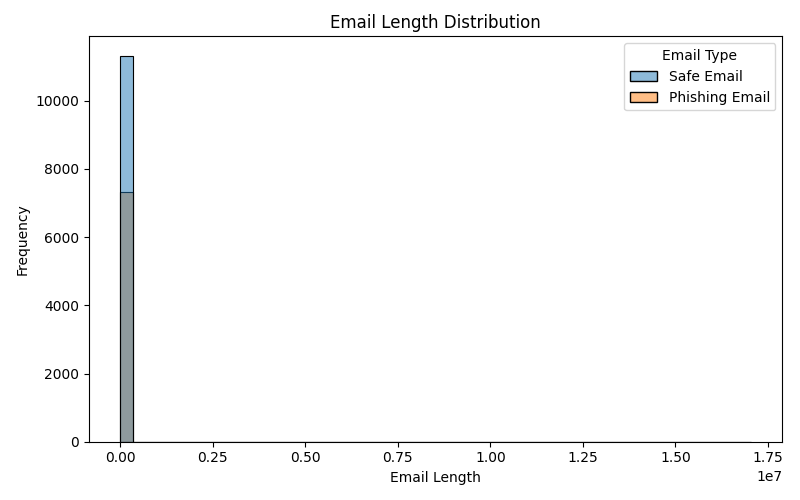 Email Length Distribution
Email Type
Safe Email
Phishing Email
Frequency
10000
8000
6000
4000
2000
0
0.00 0.25 0.50 0.75 1.00 1.25 1.50 1.75
1e7
Email Length